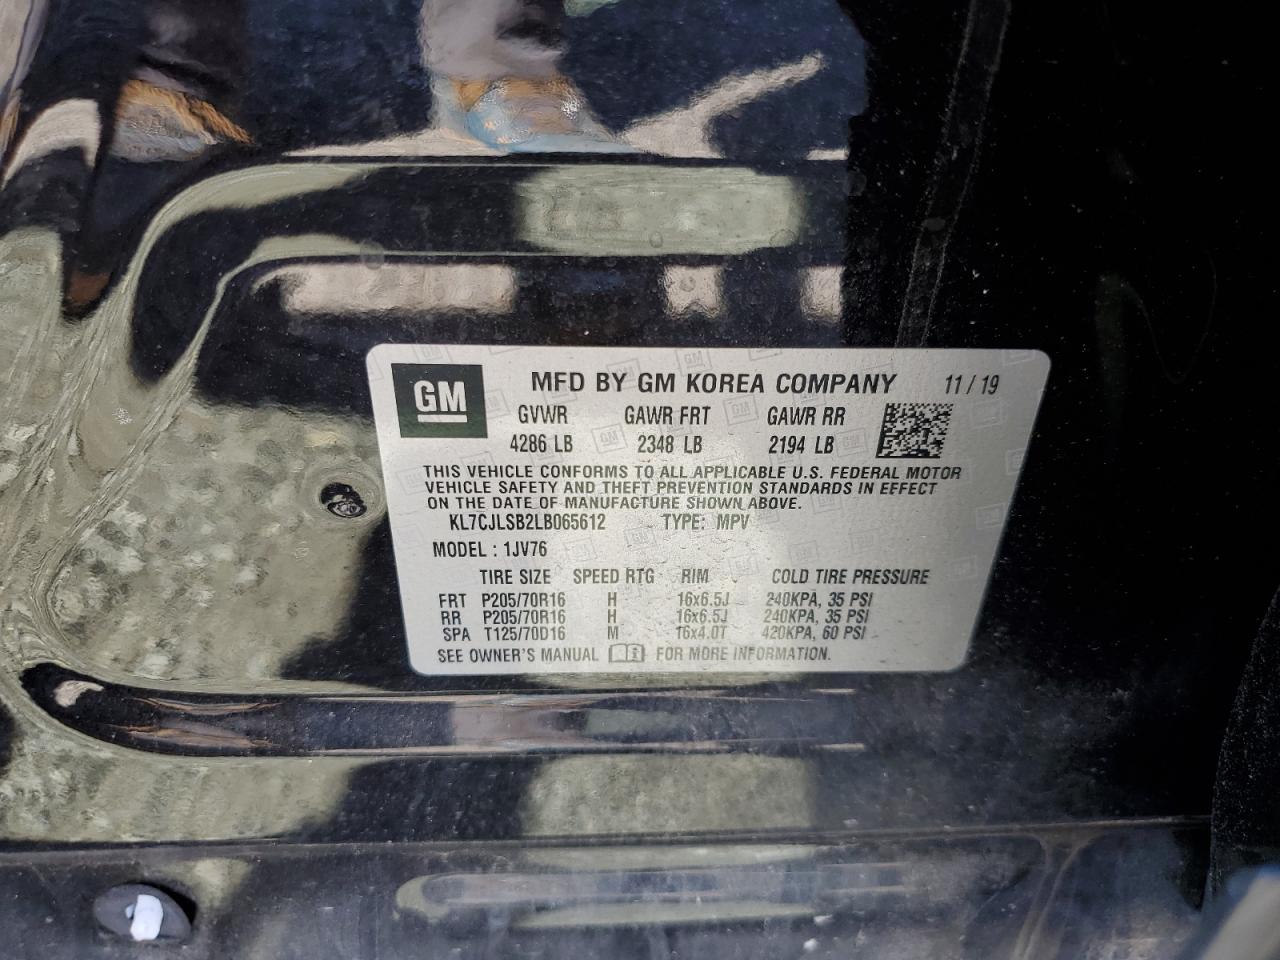 GM
MFD BY GM KOREA COMPANY 11 / 19
GVWR GAWR FRT GAWR RR
4286 LB 2348 LB 2194 LB
THIS VEHICLE CONFORMS TO ALL APPLICABLE U.S. FEDERAL MOTOR
VEHICLE SAFETY AND THEFT PREVENTION STANDARDS IN EFFECT
ON THE DATE OF MANUFACTURE SHOWN ABOVE.
KL7CJLSB2LB065612 TYPE: MPV
MODEL : 1JV76
TIRE SIZE SPEED RTG RIM COLD TIRE PRESSURE
FRT P205/70R16 H 16x6.5J 240KPA, 35 PSI
RR P205/70R16 H 16x6.5J 240KPA, 35 PSI
SPA T125/70D16 M 16x4.0T 420KPA, 60 PSI
SEE OWNER'S MANUAL FOR MORE INFORMATION.